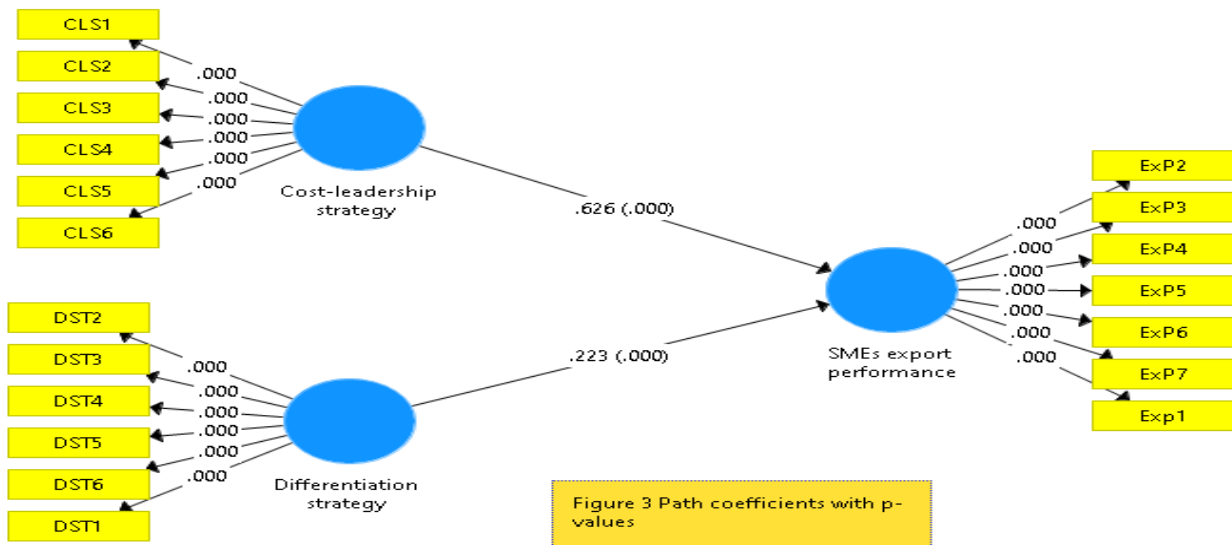 CLS1
CLS2
CLS3
CLS4
CLS5
CLS6
.000
.000
.000
.000
.000
.000
Cost-leadership
strategy
.626 (.000)
DST2
DST3
DST4
DST5
DST6
DST1
.000
.000
.000
.000
.000
.000
Differentiation
strategy
.223 (.000)
SMEs export
performance
.000
.000
.000
.000
.000
.000
.000
ExP2
ExP3
ExP4
ExP5
ExP6
ExP7
Exp1
Figure 3 Path coefficients with p-
values